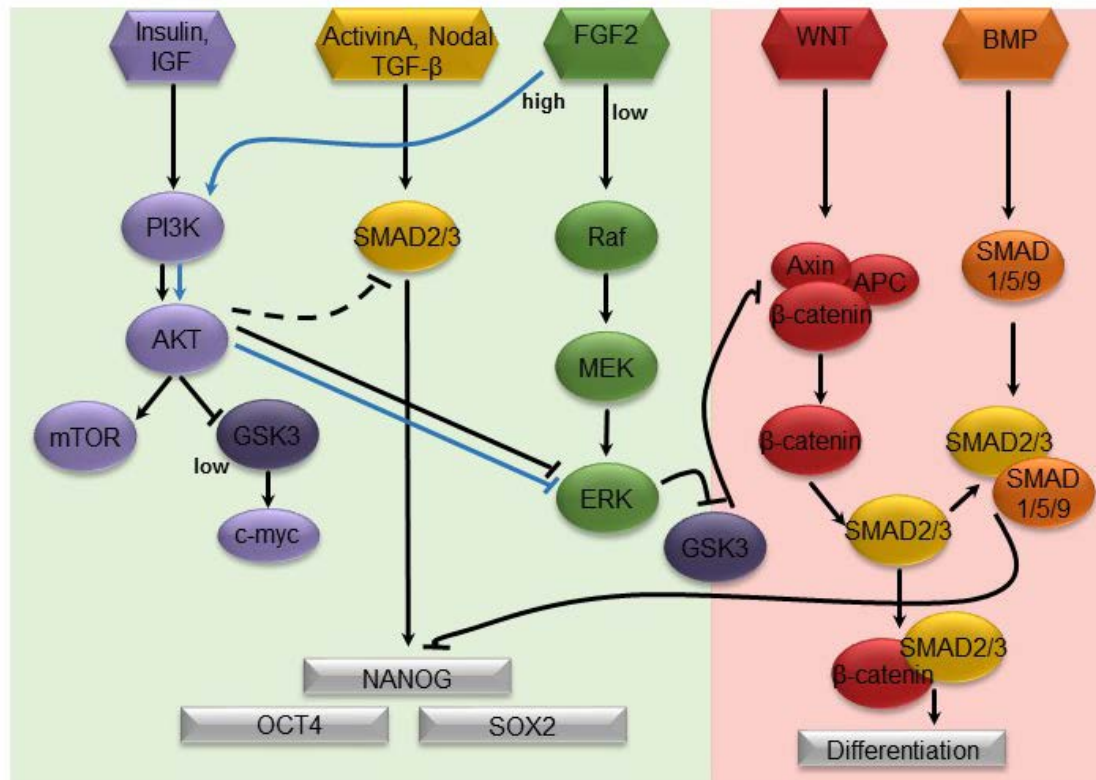 Insulin,
IGF
ActivinA, Nodal
TGF-β
FGF2
WNT
BMP
high
low
PI3K
SMAD2/3
Raf
Axin
APC
β-catenin
SMAD
1/5/9
AKT
MEK
mTOR
GSK3
low
β-catenin
SMAD2/3
SMAD
1/5/9
ERK
c-myc
GSK3
SMAD2/3
SMAD2/3
β-catenin
NANOG
OCT4
SOX2
Differentiation